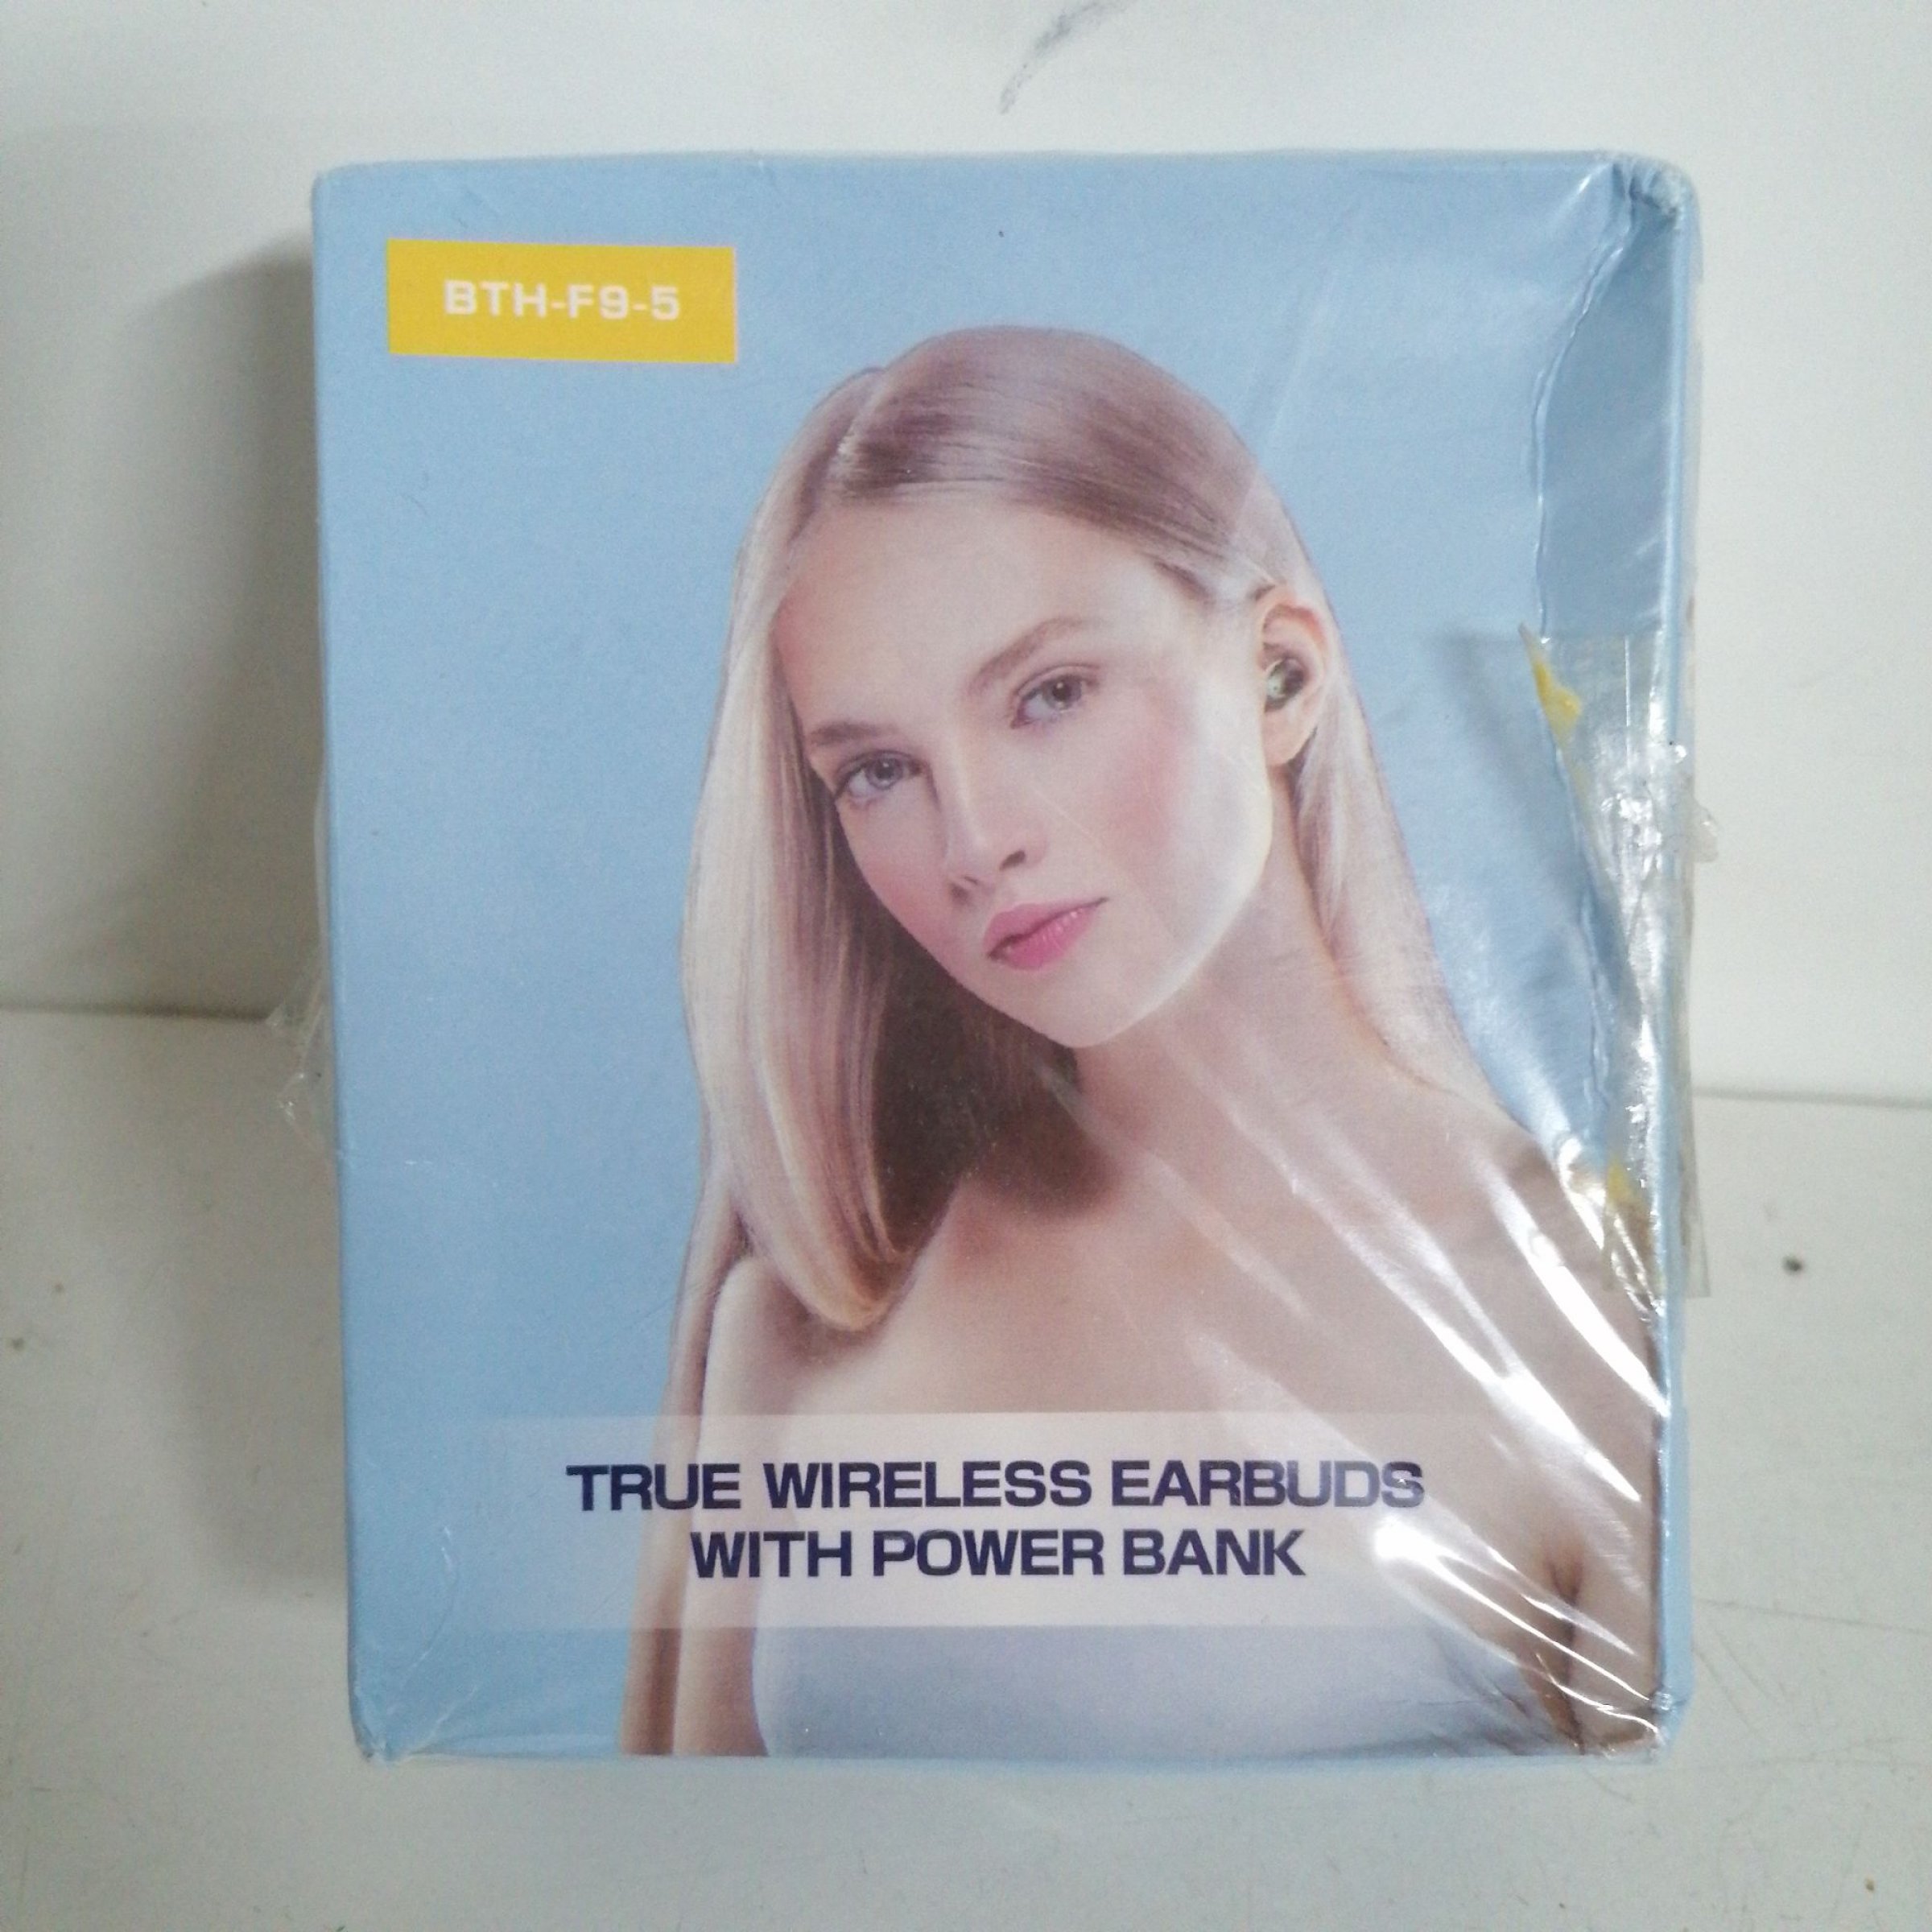 BTH-F9-5
TRUE WIRELESS EARBUDS
WITH POWER BANK